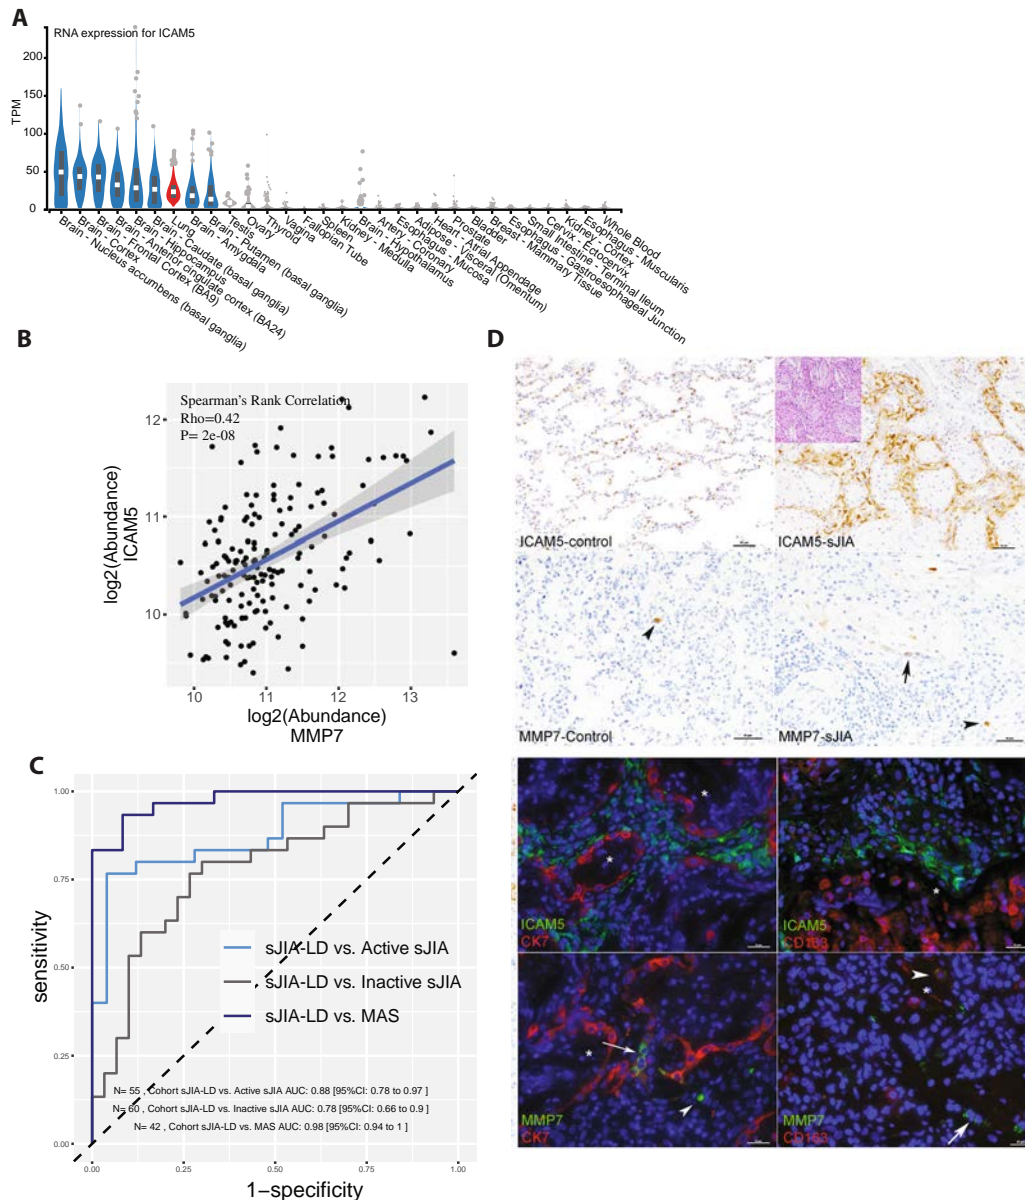 A
RNA expression for ICAM5
TPM
200
150
100
50
0
Brain - Nucleus accumbens (basal ganglia)
Brain - Cortex
Brain - Frontal Cortex (BA9)
Brain - Anterior cingulate cortex (BA24)
Brain - Hippocampus
Brain - Caudate (basal ganglia)
Lung
Brain - Amygdala
Brain - Putamen (basal ganglia)
Testis
Ovary
Thyroid
Vagina
Fallopian Tube
Spleen
Kidney - Medulla
Brain - Hypothalamus
Artery - Coronary
Esophagus - Mucosa
Adipose - Visceral (Omentum)
Heart - Atrial Appendage
Prostate
Bladder
Breast - Mammary Tissue
Esophagus - Gastroesophageal Junction
Small Intestine - Terminal Ileum
Cervix - Ectocervix
Kidney - Cortex
Esophagus - Muscularis
Whole Blood
B
Spearman's Rank Correlation
Rho=0.42
P= 2e-08
log2(Abundance)
ICAM5
12
11
10
10 11 12 13
log2(Abundance)
MMP7
C
sensitivity
1.00
0.75
0.50
0.25
0.00
sJIA-LD vs. Active sJIA
sJIA-LD vs. Inactive sJIA
sJIA-LD vs. MAS
N= 55 , Cohort sJIA-LD vs. Active sJIA AUC: 0.88 [95%CI: 0.78 to 0.97 ]
N= 60 , Cohort sJIA-LD vs. Inactive sJIA AUC: 0.78 [95%CI: 0.66 to 0.9 ]
N= 42 , Cohort sJIA-LD vs. MAS AUC: 0.98 [95%CI: 0.94 to 1 ]
0.00 0.25 0.50 0.75 1.00
1−specificity
D
ICAM5-control
ICAM5-sJIA
MMP7-Control
MMP7-sJIA
ICAM5
CK7
ICAM5
CD163
MMP7
CK7
MMP7
CD163